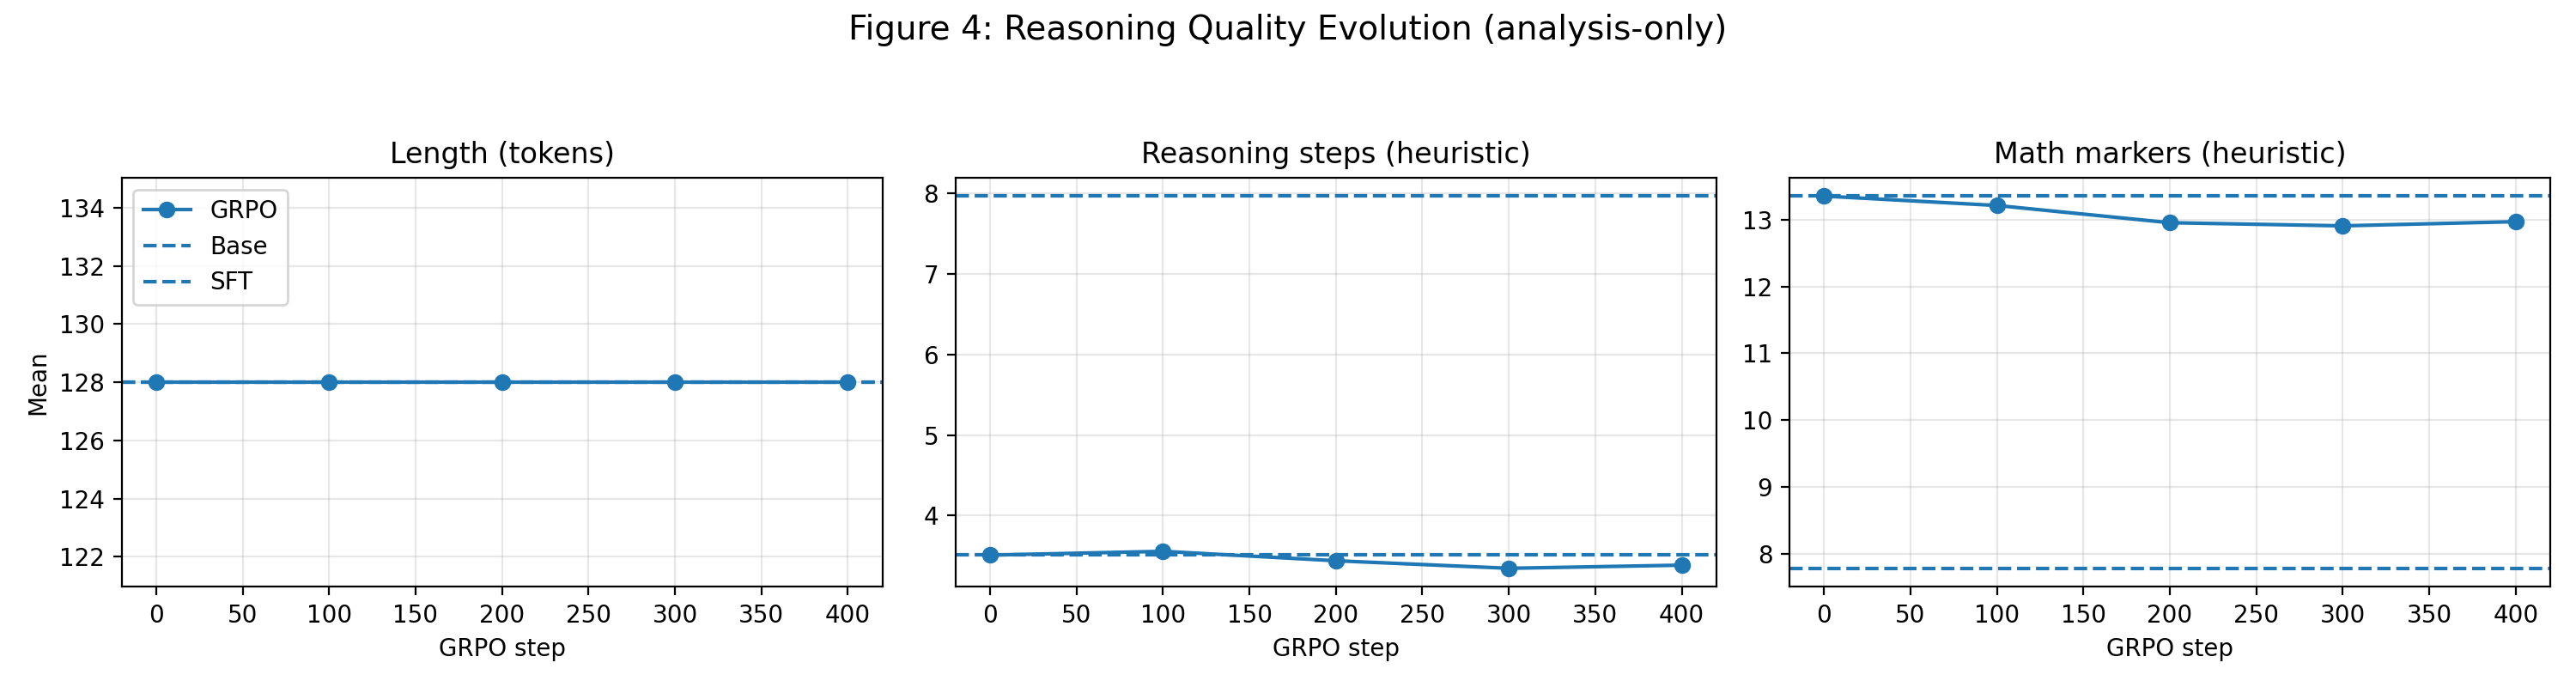 Figure 4: Reasoning Quality Evolution (analysis-only)
Length (tokens)
Mean
134
132
130
128
126
124
122
GRPO
Base
SFT
0 50 100 150 200 250 300 350 400
GRPO step
Reasoning steps (heuristic)
8
7
6
5
4
0 50 100 150 200 250 300 350 400
GRPO step
Math markers (heuristic)
13
12
11
10
9
8
0 50 100 150 200 250 300 350 400
GRPO step